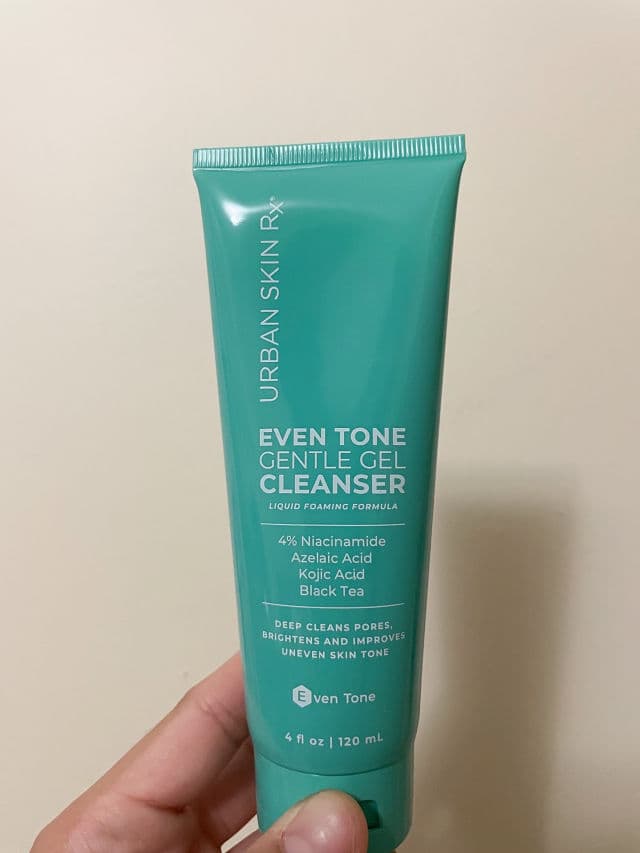 URBAN SKIN Rx®
EVEN TONE
GENTLE GEL
CLEANSER
LIQUID FOAMING FORMULA
4% Niacinamide
Azelaic Acid
Kojic Acid
Black Tea
DEEP CLEANS PORES,
BRIGHTENS AND IMPROVES
UNEVEN SKIN TONE
Even Tone
4 fl oz | 120 mL